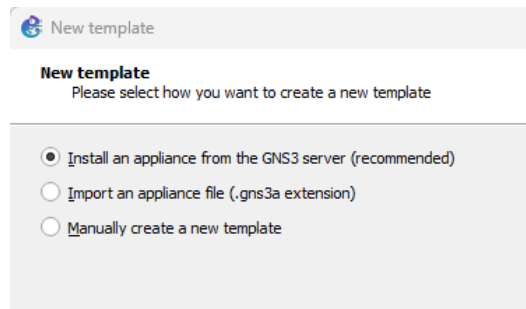 New template
New template
Please select how you want to create a new template
Install an appliance from the GNS3 server (recommended)
Import an appliance file (.gns3a extension)
Manually create a new template